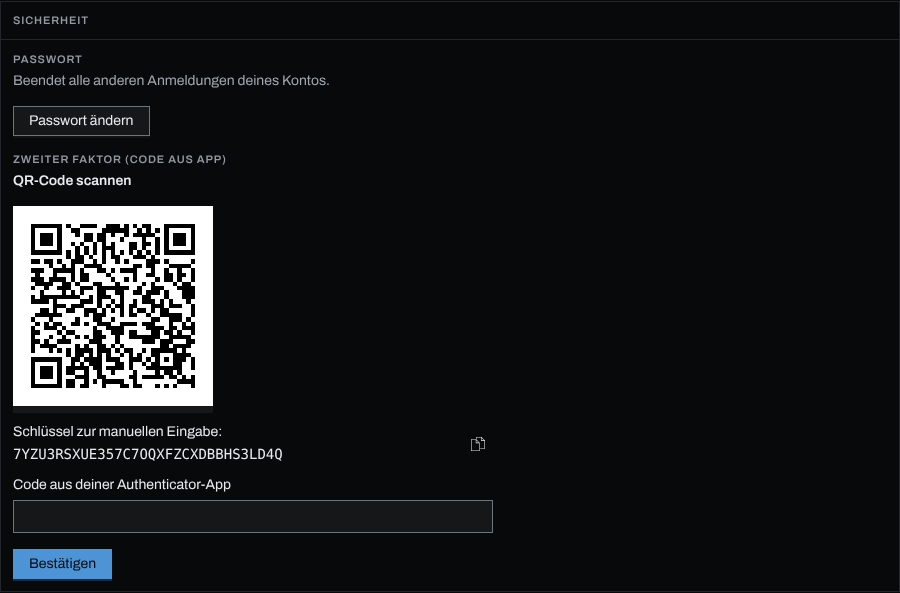 SICHERHEIT
PASSWORT
Beendet alle anderen Anmeldungen deines Kontos.
Passwort ändern
ZWEITER FAKTOR (CODE AUS APP)
QR-Code scannen
Schlüssel zur manuellen Eingabe:
7YZU3RSXUE357C7OQXFZCXDBBHS3LD4Q
Code aus deiner Authenticator-App
Bestätigen